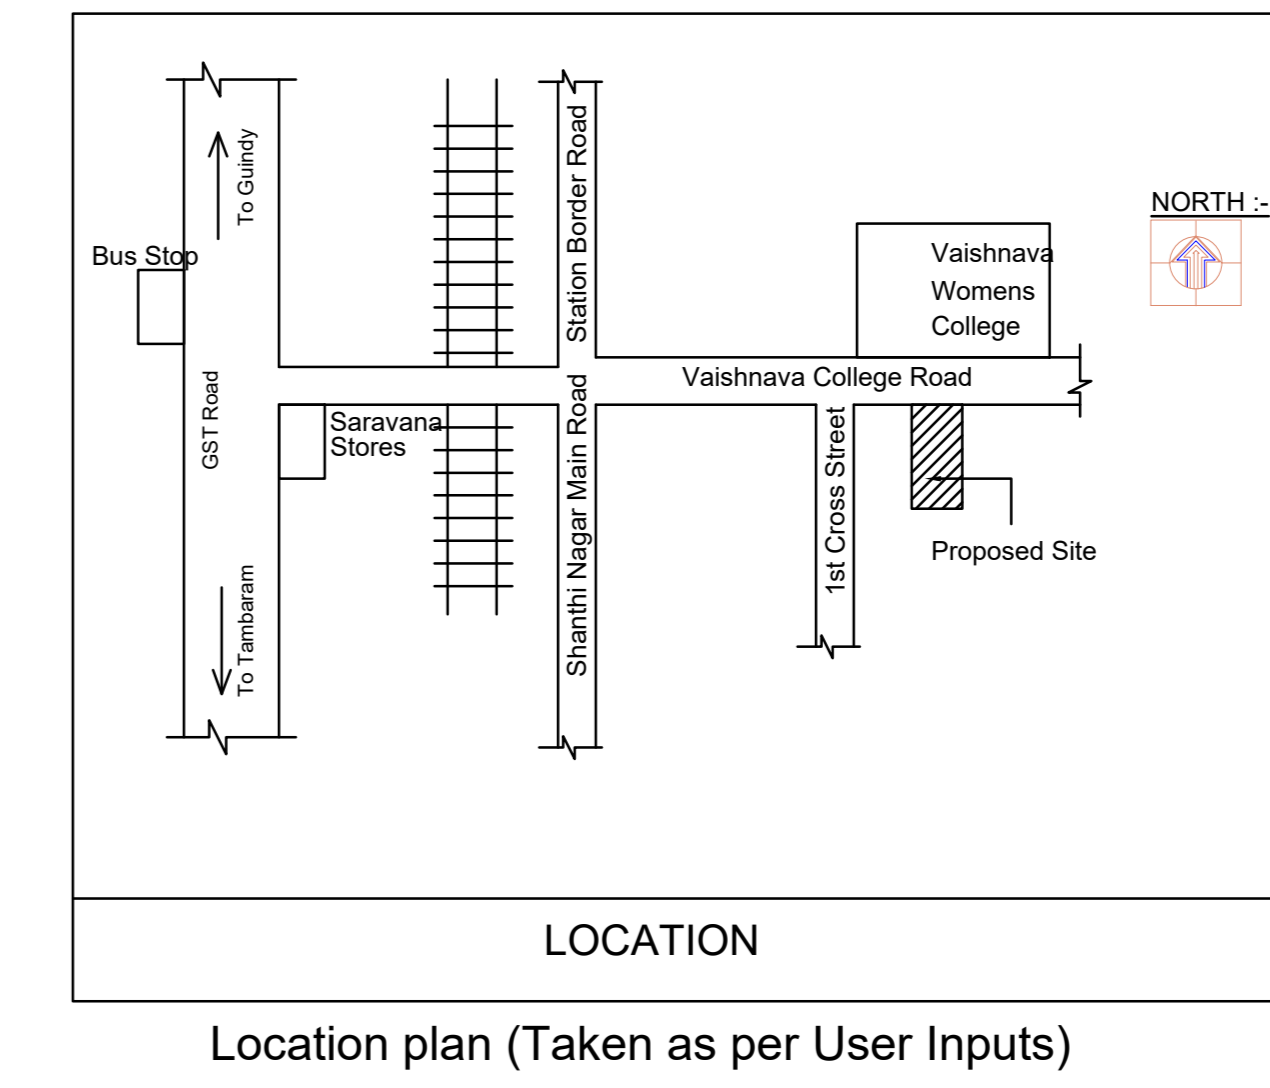 To Guindy
Station Border Road
NORTH :-
Bus Stop
Vaishnava
Womens
College
Vaishnava College Road
GST Road
Saravana
Stores
Shanthi Nagar Main Road
1st Cross Street
Proposed Site
To Tambaram
LOCATION
Location plan (Taken as per User Inputs)